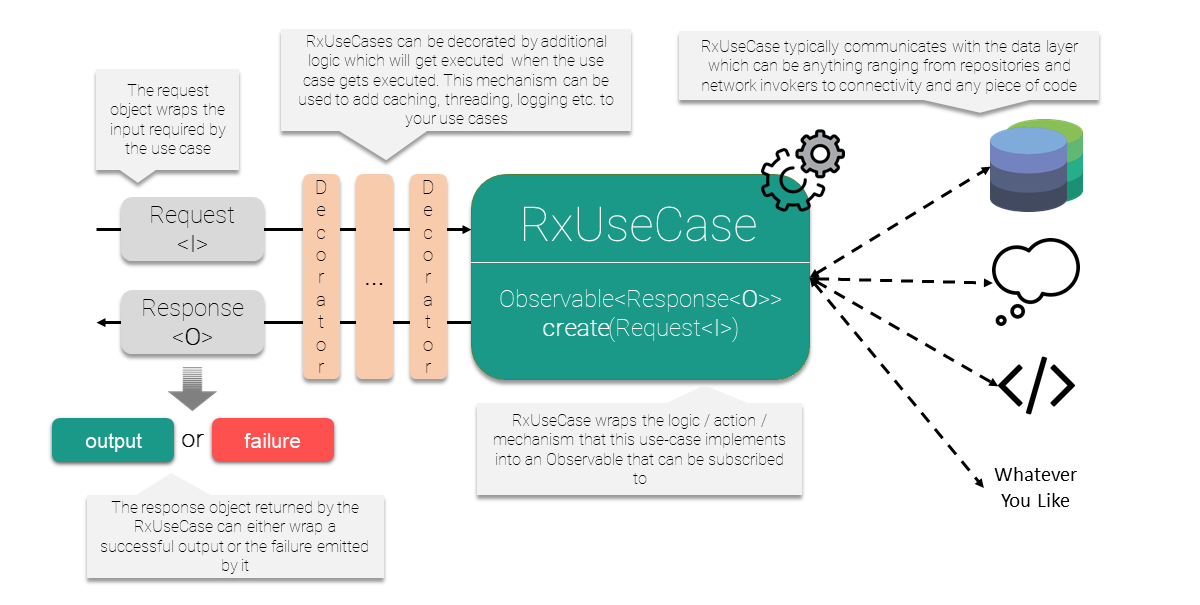 RxUseCases can be decorated by additional
logic which will get executed when the use
case gets executed. This mechanism can be
used to add caching, threading, logging etc. to
your use cases
RxUseCase typically communicates with the data layer
which can be anything ranging from repositories and
network invokers to connectivity and any piece of code
The request
object wraps the
input required by
the use case
Request
<I>
Response
<O>
Decorator
...
Decorator
RxUseCase
Observable<Response<O>>
create(Request<I>)
</>
Whatever
You Like
output or failure
RxUseCase wraps the logic / action /
mechanism that this use-case implements
into an Observable that can be subscribed
to
The response object returned by the
RxUseCase can either wrap a
successful output or the failure emitted
by it